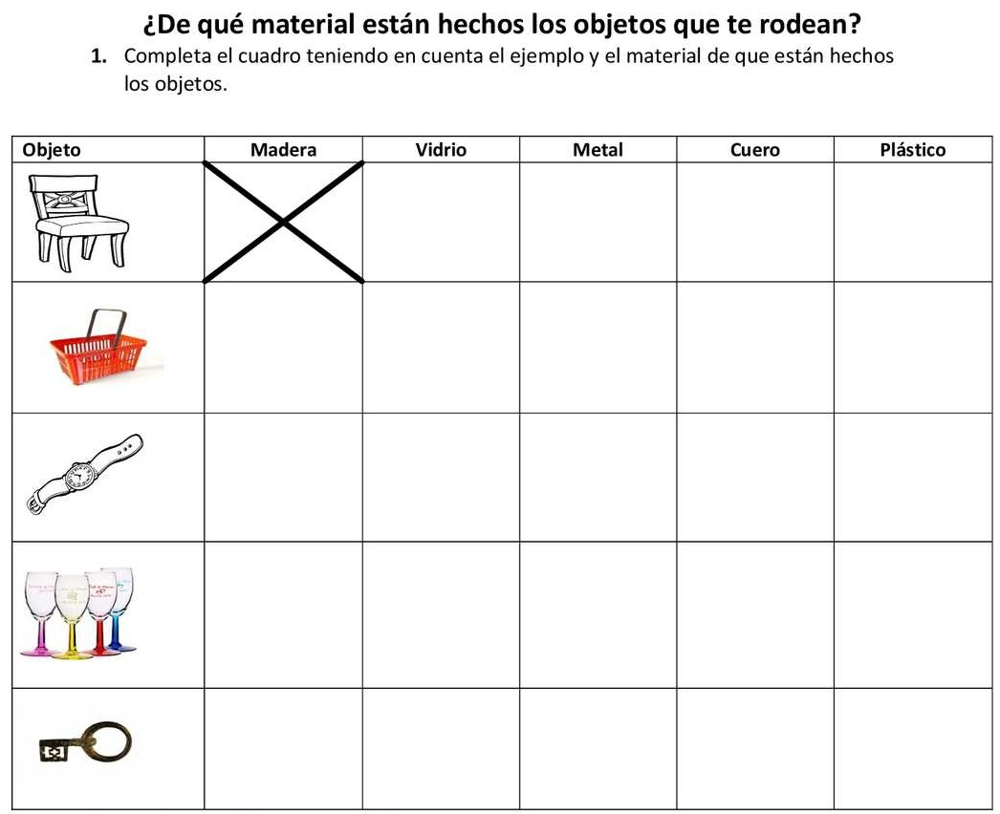 ¿De qué material están hechos los objetos que te rodean?
1. Completa el cuadro teniendo en cuenta el ejemplo y el material de que están hechos
los objetos.
Objeto Madera Vidrio Metal Cuero Plástico